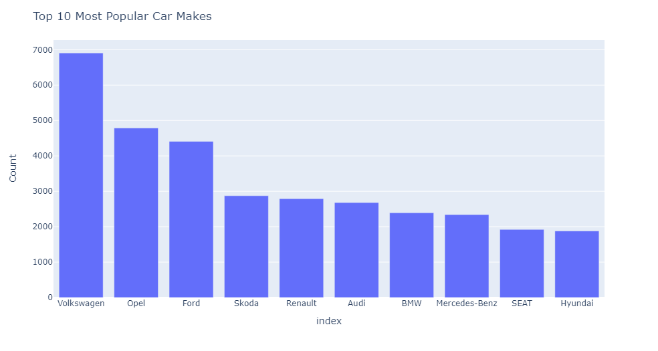 Top 10 Most Popular Car Makes
7000
6000
5000
4000
3000
2000
1000
0
Count
Volkswagen Opel Ford Skoda Renault Audi BMW Mercedes-Benz SEAT Hyundai
index